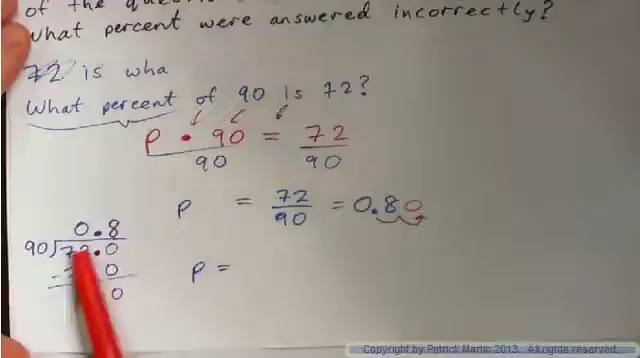 of the
what percent were answered incorrectly?
72 is wha
What percent of 90 is 72?
p • 90 = 72
90 90
p = 72 = 0.80
90
0.8
90 72.0
- 0
0
p =
Copyright by Patrick Martin 2013. All rights reserved.